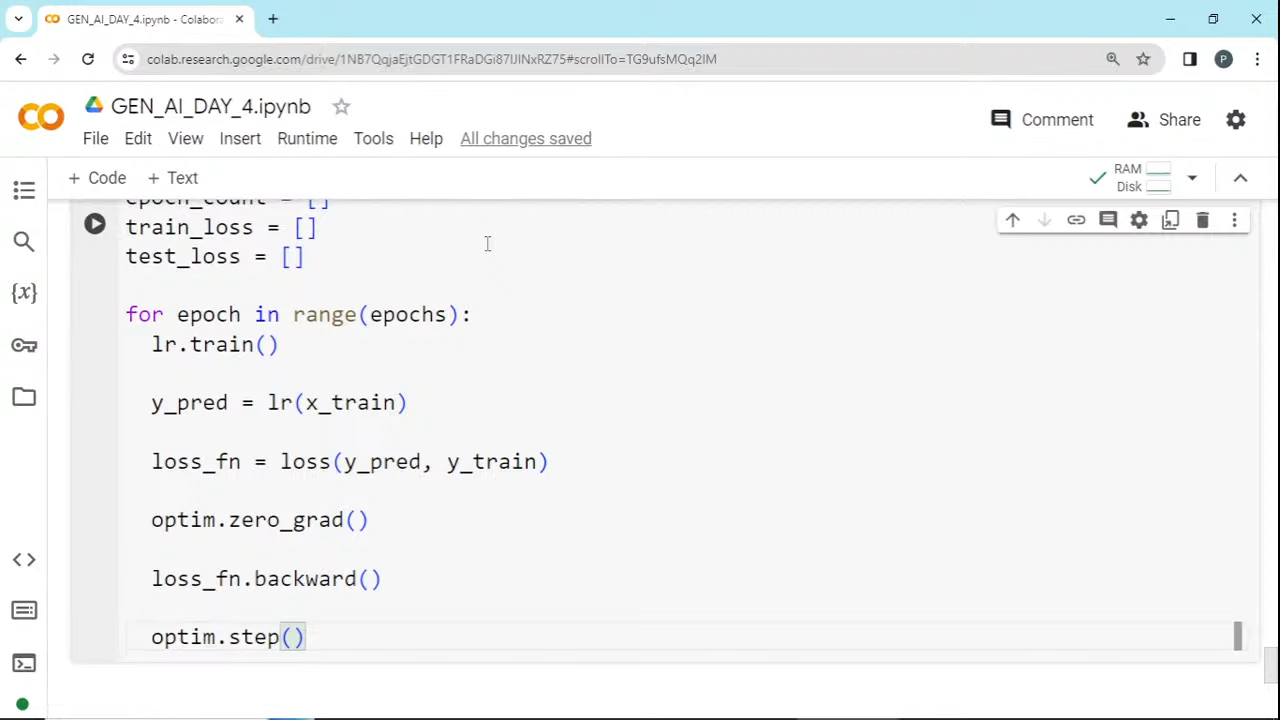 GEN_AI_DAY_4.ipynb - Colabora
colab.research.google.com/drive/1NB7QqjaEjtGDGT1FRaDGi87IJINxRZ75#scrollTo=TG9ufsMQq2IM
P
GEN_AI_DAY_4.ipynb
Comment
Share
File Edit View Insert Runtime Tools Help All changes saved
+ Code + Text
RAM
Disk
epoch_count = []
train_loss = []
test_loss = []
for epoch in range(epochs):
lr.train()
y_pred = lr(x_train)
loss_fn = loss(y_pred, y_train)
optim.zero_grad()
loss_fn.backward()
optim.step()
{x}